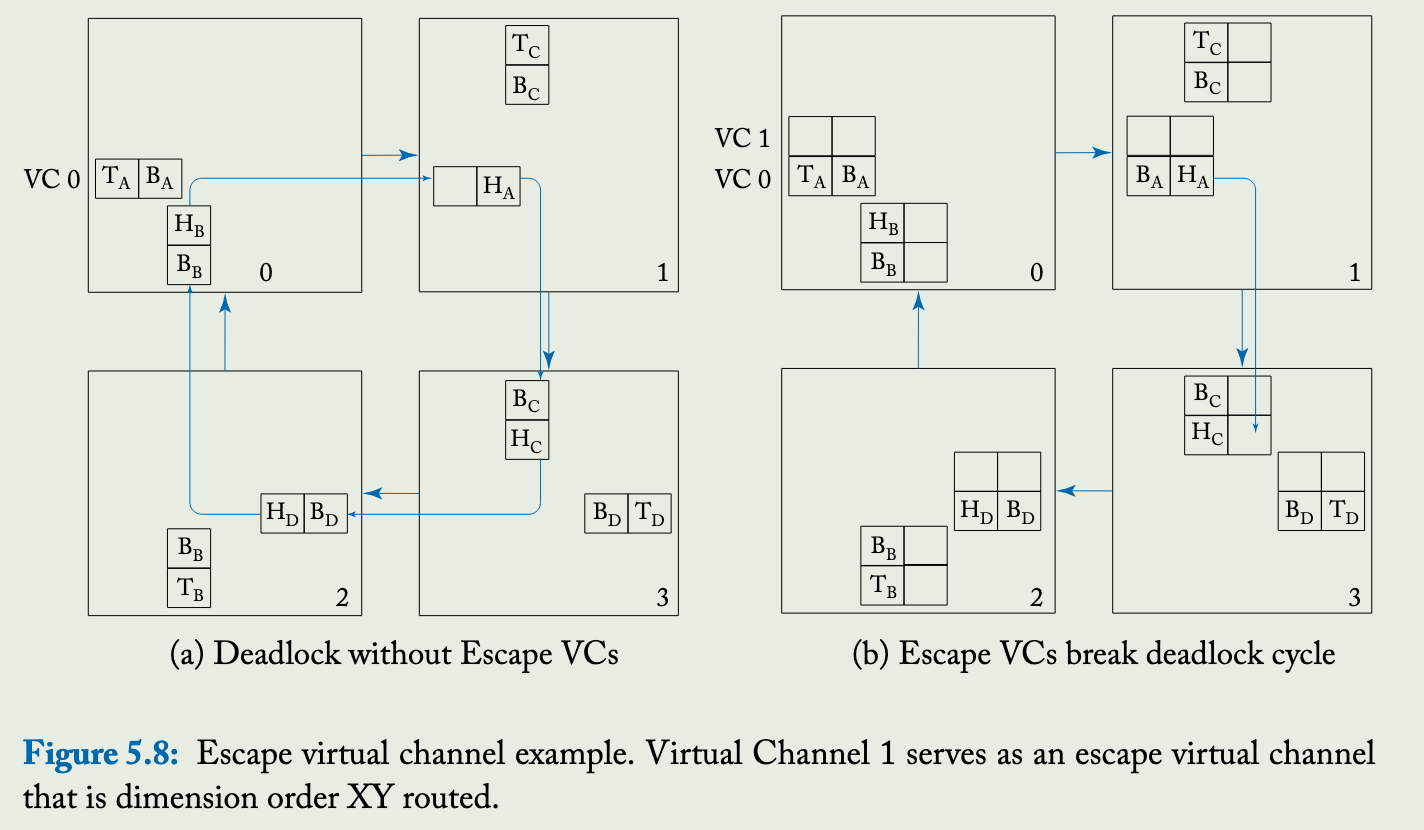 T_C
B_C
VC 0
T_A B_A
H_A
H_B
B_B
0
1
B_C
H_C
H_D B_D
B_D T_D
B_B
T_B
2
3
(a) Deadlock without Escape VCs
T_C
B_C
VC 1
VC 0
T_A B_A
B_A H_A
H_B
B_B
0
1
B_C
H_C
H_D B_D
B_D T_D
B_B
T_B
2
3
(b) Escape VCs break deadlock cycle
Figure 5.8: Escape virtual channel example. Virtual Channel 1 serves as an escape virtual channel
that is dimension order XY routed.